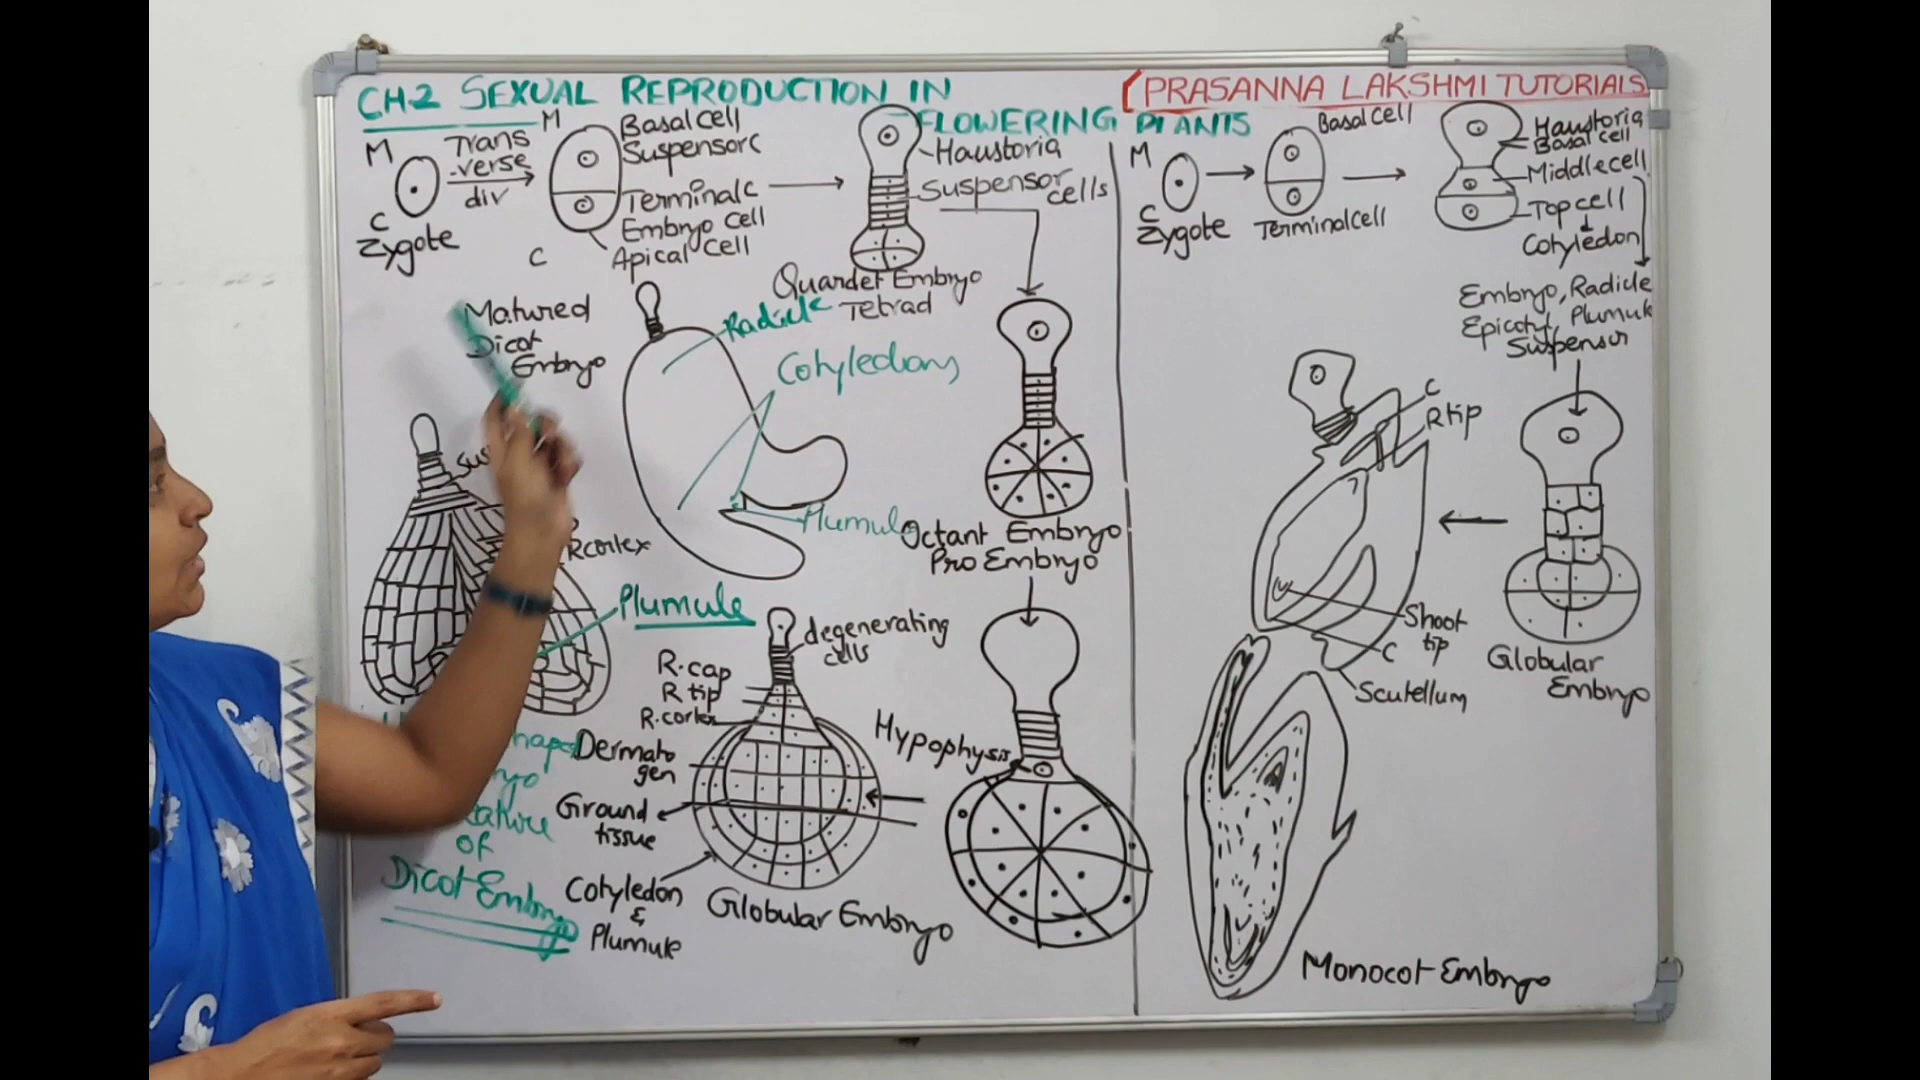 CH.2 SEXUAL REPRODUCTION IN
FLOWERING PLANTS
(PRASANNA LAKSHMI TUTORIALS
M
Trans
-verse
div
C
Zygote
M
Basal cell
Suspensor C
Terminal C
Embryo cell
Apical cell
C
Haustoria
Suspensor cells
Quardet Embryo
Tetrad
Matured
Dicot
Embryo
Radicle
Cotyledons
Plumul
Octant Embryo
Pro Embryo
R cortex
Plumule
degenerating
cells
R.cap
R tip
R.cortex
Dermato
gen
Ground
tissue
Cotyledon
&
Plumule
Globular Embryo
Hypophysis
of
Dicot Embryo
M
C
Zygote
Basal cell
Terminal cell
Haustoria
Basal cell
Middle cell
Top cell
Cotyledon
Embryo, Radicle
Epicotyl, Plumule
Suspensor
C
R tip
Shoot
tip
C
Scutellum
Globular
Embryo
Monocot Embryo